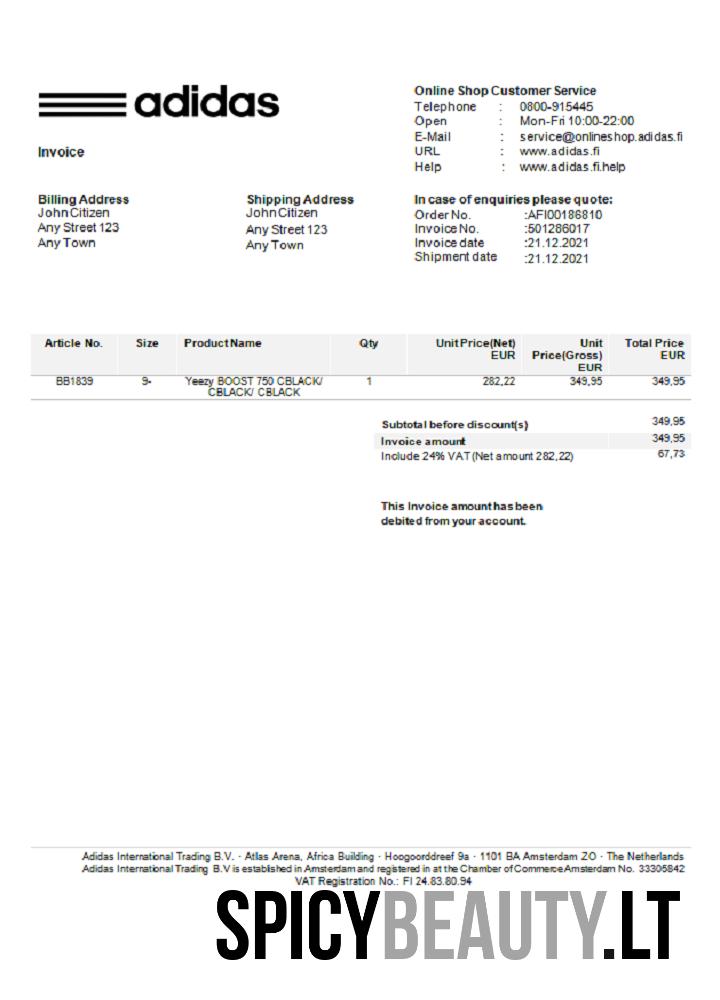 adidas
Invoice
Online Shop Customer Service
Telephone : 0800-915445
Open : Mon-Fri 10:00-22:00
E-Mail : service@onlineshop.adidas.fi
URL : www.adidas.fi
Help : www.adidas.fi.help
Billing Address
John Citizen
Any Street 123
Any Town
Shipping Address
John Citizen
Any Street 123
Any Town
In case of enquiries please quote:
Order No. :AFI00186810
Invoice No. :501286017
Invoice date :21.12.2021
Shipment date :21.12.2021
Article No. Size Product Name Qty Unit Price(Net) EUR Unit Price(Gross) EUR Total Price EUR
BB1839 9- Yeezy BOOST 750 CBLACK/ 1 282,22 349,95 349,95
CBLACK/ CBLACK
Subtotal before discount(s) 349,95
Invoice amount 349,95
Include 24% VAT (Net amount 282,22) 67,73
This Invoice amount has been
debited from your account.
Adidas International Trading B.V. · Atlas Arena, Africa Building · Hoogoorddreef 9a · 1101 BA Amsterdam ZO · The Netherlands
Adidas International Trading B.V is established in Amsterdam and registered in at the Chamber of Commerce Amsterdam No. 33305842
VAT Registration No.: FI 24.83.80.94
SPICYBEAUTY.LT